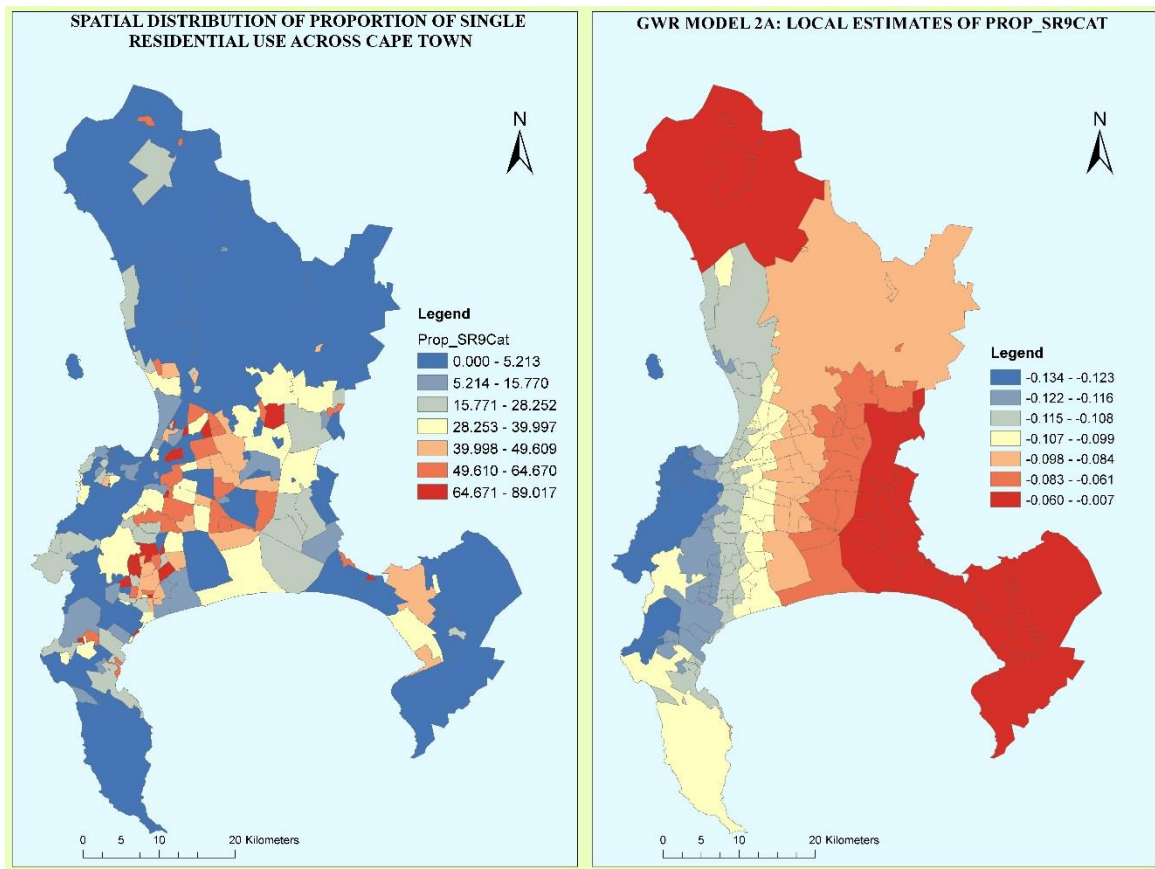 SPATIAL DISTRIBUTION OF PROPORTION OF SINGLE
RESIDENTIAL USE ACROSS CAPE TOWN
N
Legend
Prop_SR9Cat
0.000 - 5.213
5.214 - 15.770
15.771 - 28.252
28.253 - 39.997
39.998 - 49.609
49.610 - 64.670
64.671 - 89.017
0 5 10 20 Kilometers
GWR MODEL 2A: LOCAL ESTIMATES OF PROP_SR9CAT
N
Legend
-0.134 - -0.123
-0.122 - -0.116
-0.115 - -0.108
-0.107 - -0.099
-0.098 - -0.084
-0.083 - -0.061
-0.060 - -0.007
0 5 10 20 Kilometers